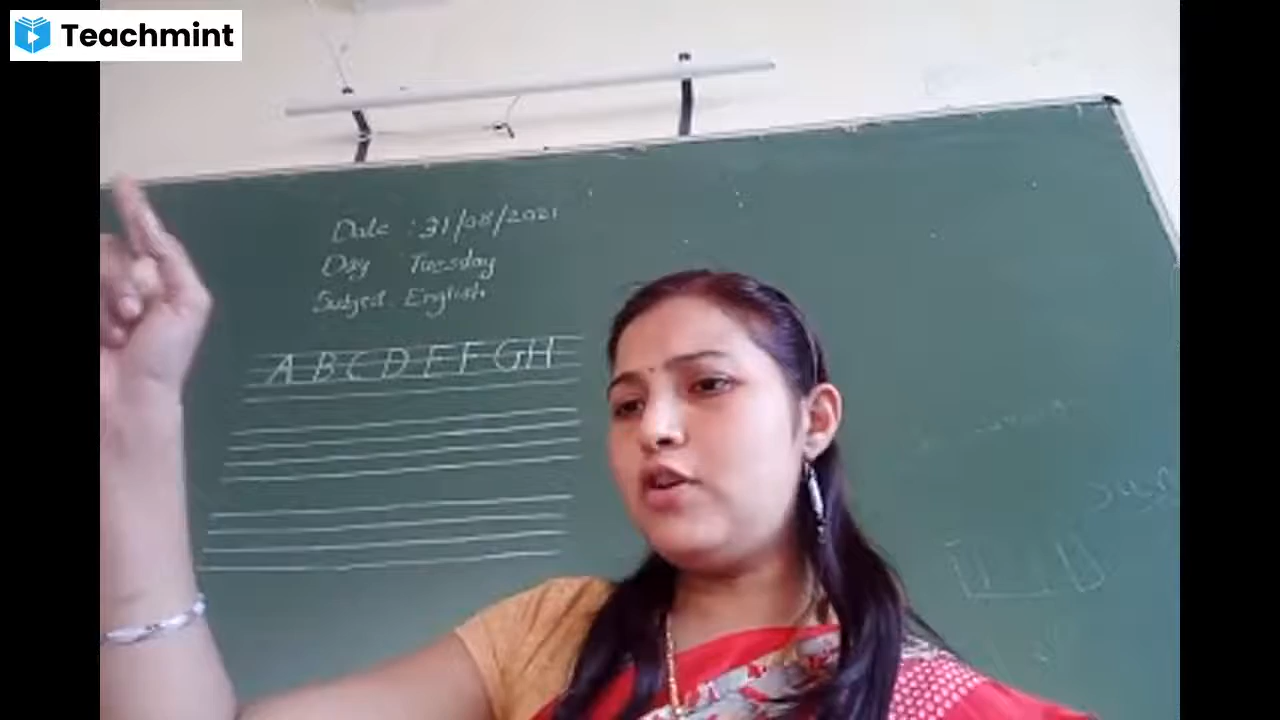 Teachmint
Date : 31/08/2021
Day Tuesday
Subject English
A B C D E F G H